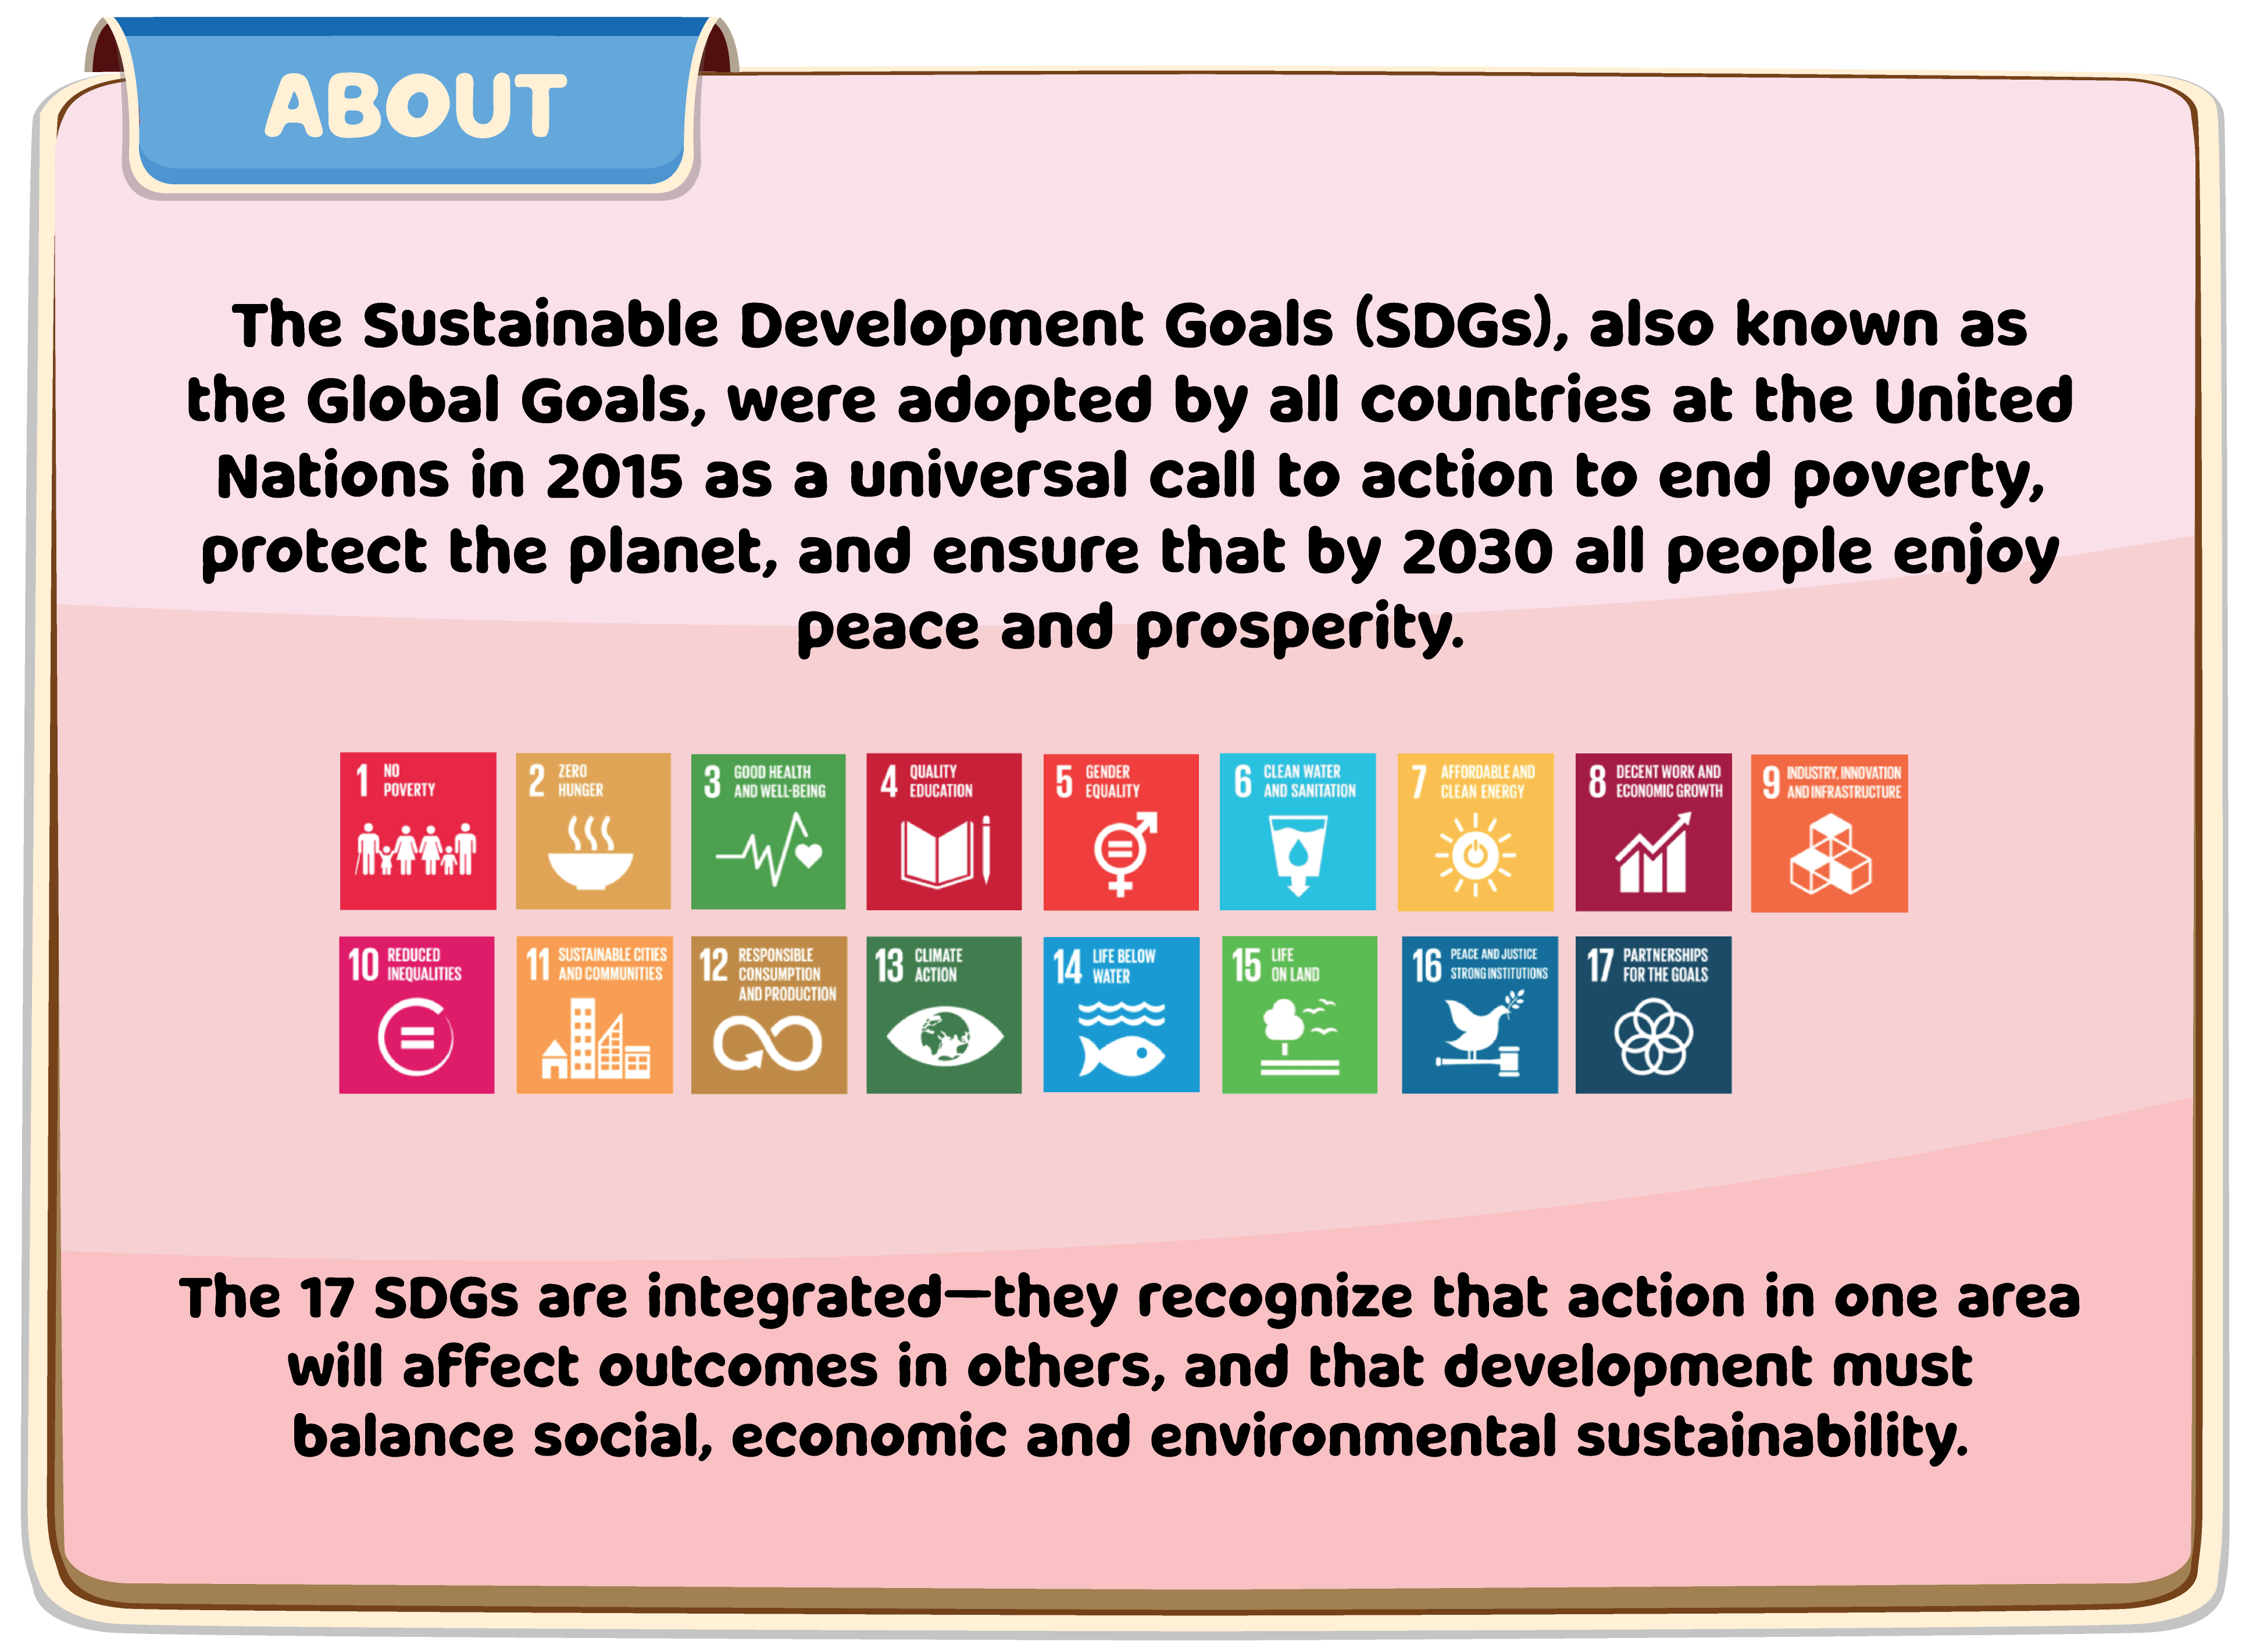 ABOUT
The Sustainable Development Goals (SDGs), also known as
the Global Goals, were adopted by all countries at the United
Nations in 2015 as a universal call to action to end poverty,
protect the planet, and ensure that by 2030 all people enjoy
peace and prosperity.
1 NO
POVERTY
2 ZERO
HUNGER
3 GOOD HEALTH
AND WELL-BEING
4 QUALITY
EDUCATION
5 GENDER
EQUALITY
6 CLEAN WATER
AND SANITATION
7 AFFORDABLE AND
CLEAN ENERGY
8 DECENT WORK AND
ECONOMIC GROWTH
9 INDUSTRY, INNOVATION
AND INFRASTRUCTURE
10 REDUCED
INEQUALITIES
11 SUSTAINABLE CITIES
AND COMMUNITIES
12 RESPONSIBLE
CONSUMPTION
AND PRODUCTION
13 CLIMATE
ACTION
14 LIFE BELOW
WATER
15 LIFE
ON LAND
16 PEACE AND JUSTICE
STRONG INSTITUTIONS
17 PARTNERSHIPS
FOR THE GOALS
The 17 SDGs are integrated—they recognize that action in one area
will affect outcomes in others, and that development must
balance social, economic and environmental sustainability.